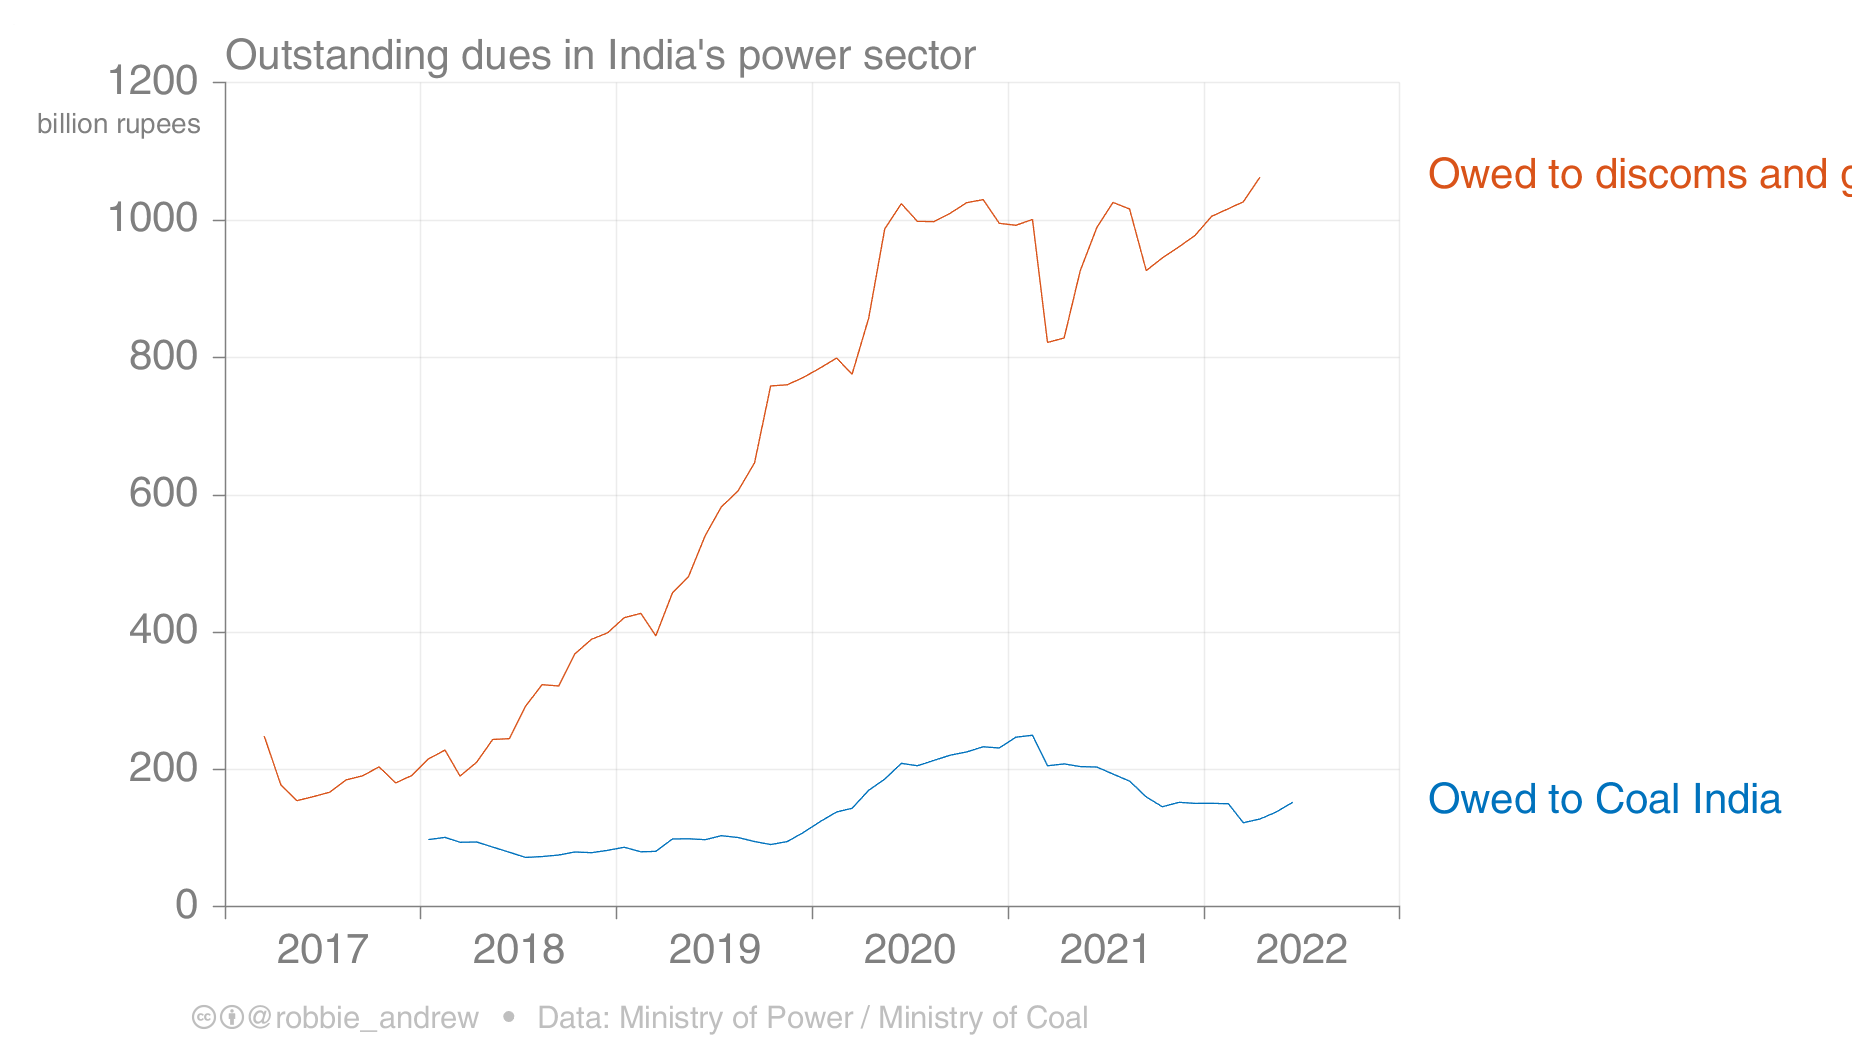 Outstanding dues in India's power sector
1200
billion rupees
1000
800
600
400
200
0
2017 2018 2019 2020 2021 2022
Owed to discoms and
Owed to Coal India
@robbie_andrew • Data: Ministry of Power / Ministry of Coal